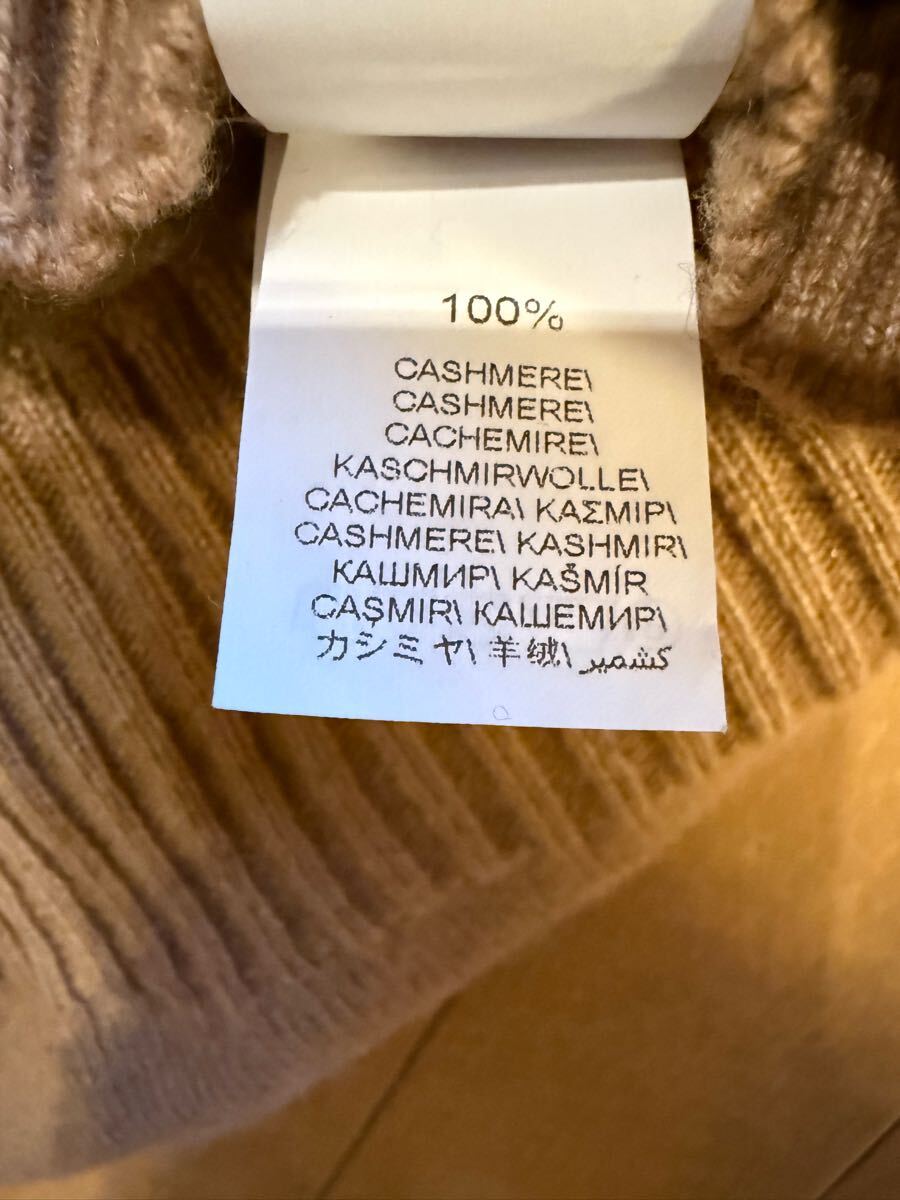 100%
CASHMERE\
CASHMERE\
CACHEMIRE\
KASCHMIRWOLLE\
CACHEMIRA\ ΚΑΣΜΙΡ\
CASHMERE\ KASHMIR\
КАШМИР\ KAŠMÍR
CAŞMIR\ КАШЕМИР\
カシミヤ\ 羊绒\ كشمير